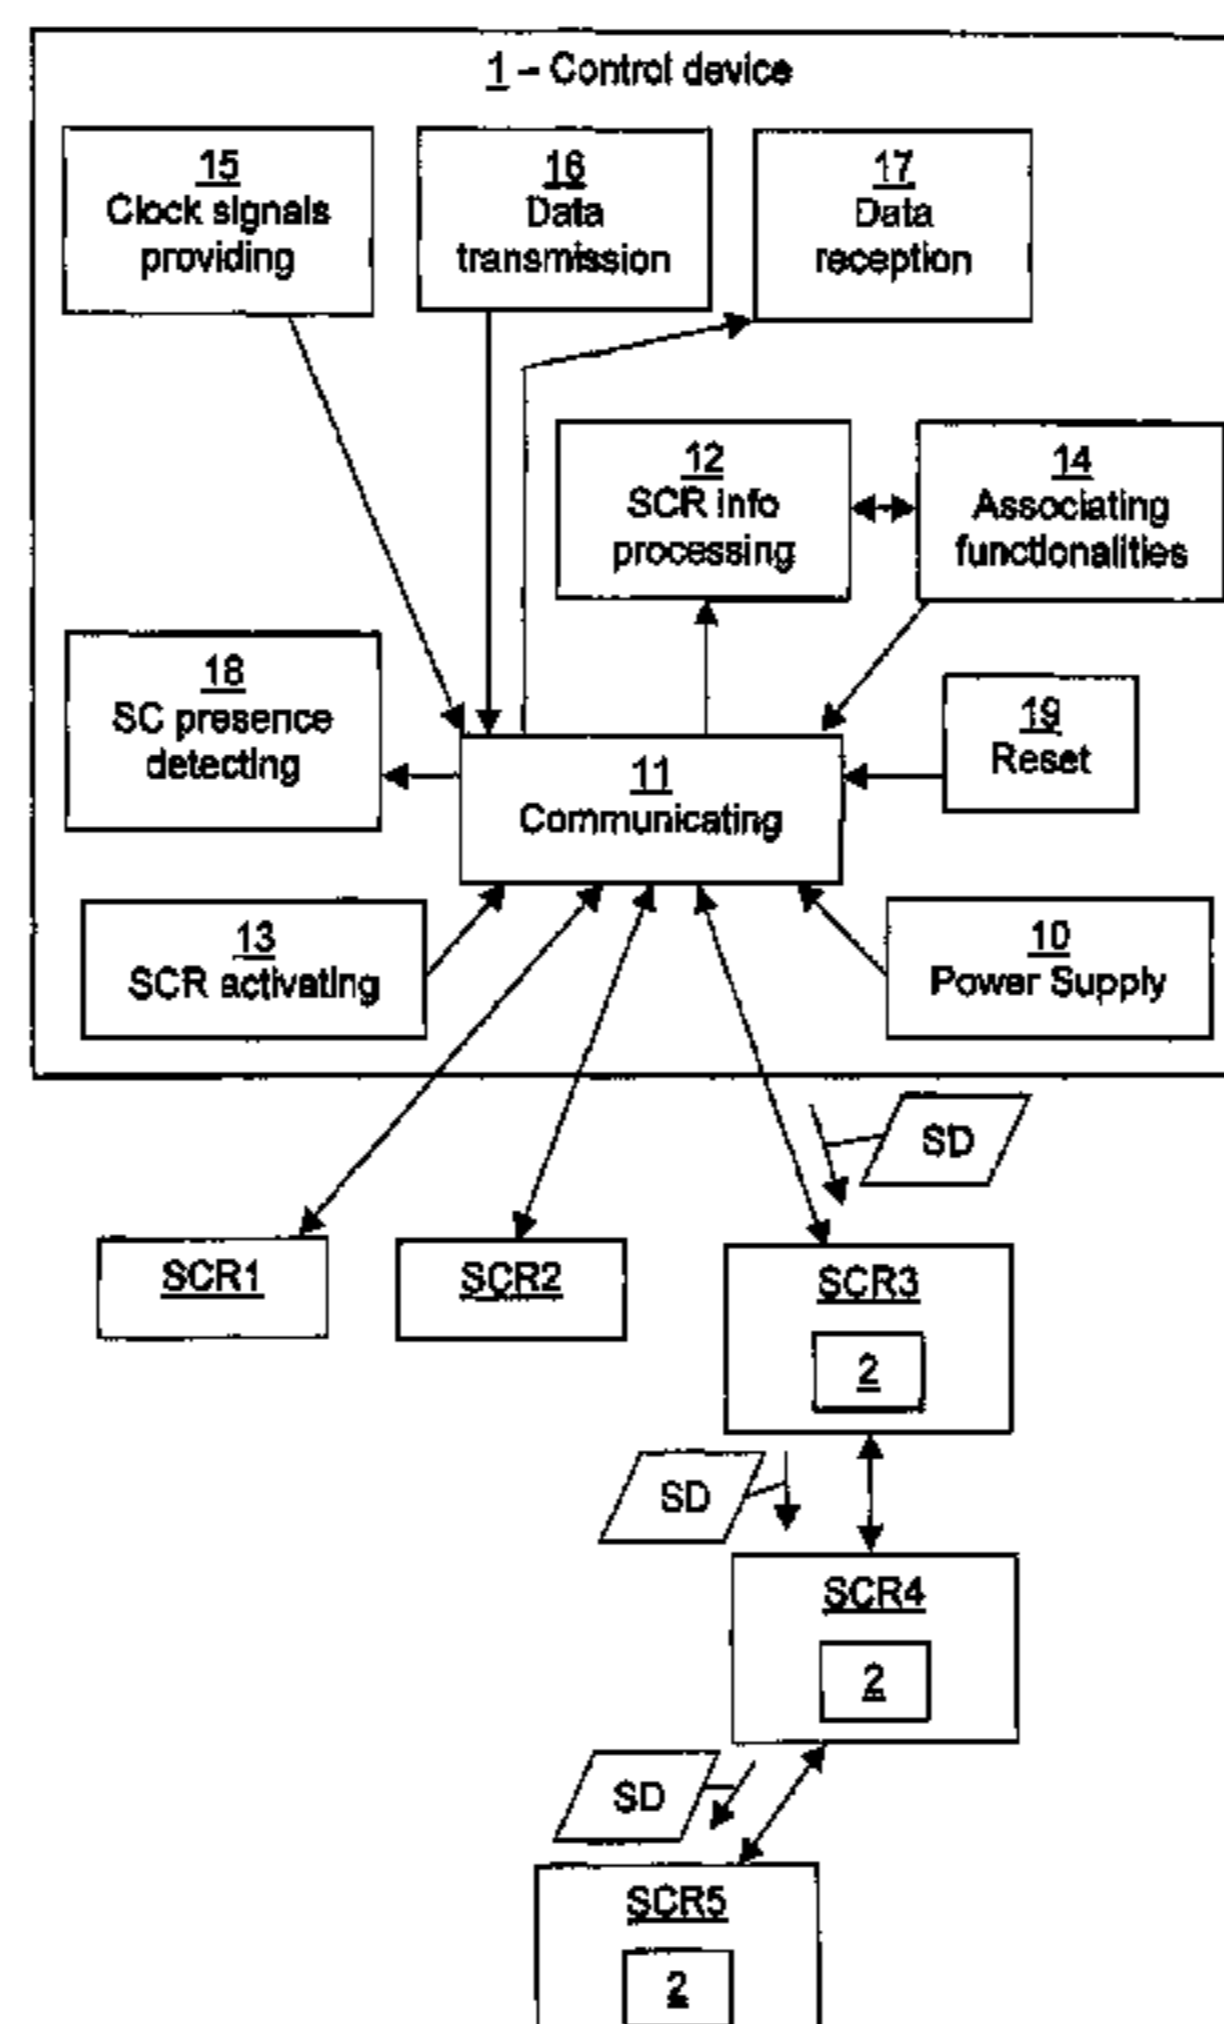 1 – Control device
15
Clock signals
providing
16
Data
transmission
17
Data
reception
12
SCR info
processing
14
Associating
functionalities
18
SC presence
detecting
19
Reset
11
Communicating
13
SCR activating
10
Power Supply
SD
SCR1
SCR2
SCR3
2
SD
SCR4
2
SD
SCR5
2